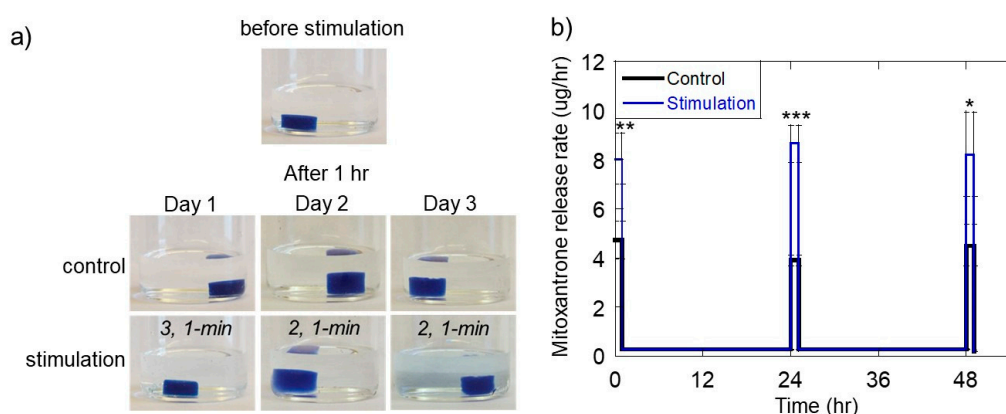 a)
before stimulation
After 1 hr
Day 1 Day 2 Day 3
control
3, 1-min 2, 1-min 2, 1-min
stimulation
b)
Mitoxantrone release rate (ug/hr)
12
10
8
6
4
2
0
Control
Stimulation
** *** *
0 12 24 36 48
Time (hr)